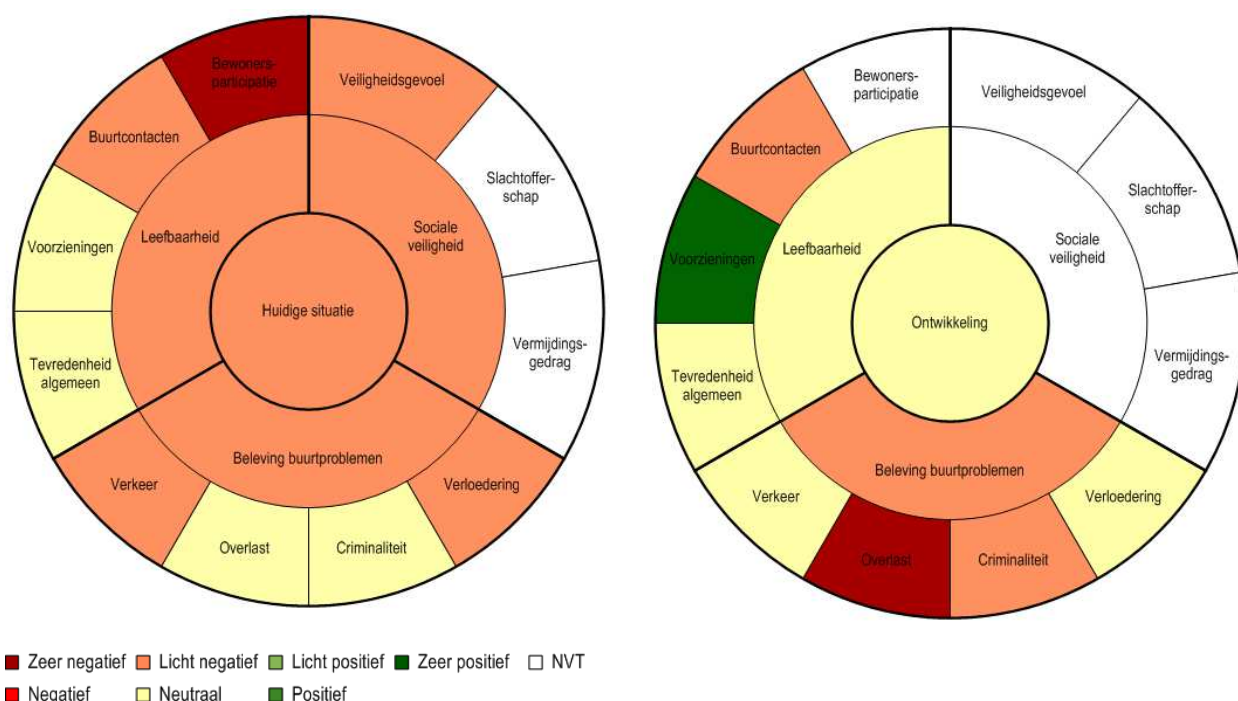 Bewoners-
participatie
Veiligheidsgevoel
Buurtcontacten
Slachtoffer-
schap
Voorzieningen
Leefbaarheid
Sociale
veiligheid
Huidige situatie
Tevredenheid
algemeen
Vermijdings-
gedrag
Beleving buurtproblemen
Verkeer
Verloedering
Overlast
Criminaliteit
Bewoners-
participatie
Veiligheidsgevoel
Buurtcontacten
Slachtoffer-
schap
Voorzieningen
Leefbaarheid
Sociale
veiligheid
Ontwikkeling
Tevredenheid
algemeen
Vermijdings-
gedrag
Beleving buurtproblemen
Verkeer
Verloedering
Overlast
Criminaliteit
Zeer negatief
Licht negatief
Licht positief
Zeer positief
NVT
Negatief
Neutraal
Positief